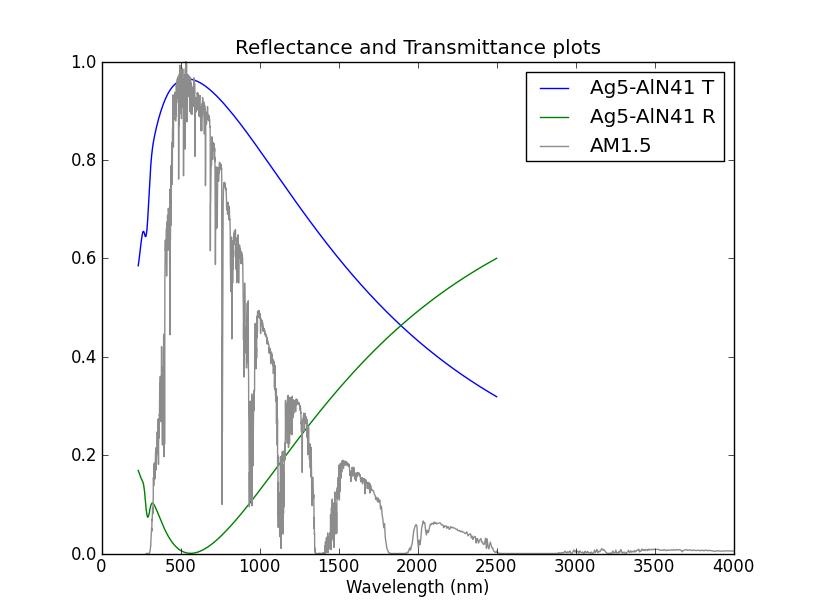 Reflectance and Transmittance plots
1.0
0.8
0.6
0.4
0.2
0.0
Ag5-AlN41 T
Ag5-AlN41 R
AM1.5
0 500 1000 1500 2000 2500 3000 3500 4000
Wavelength (nm)